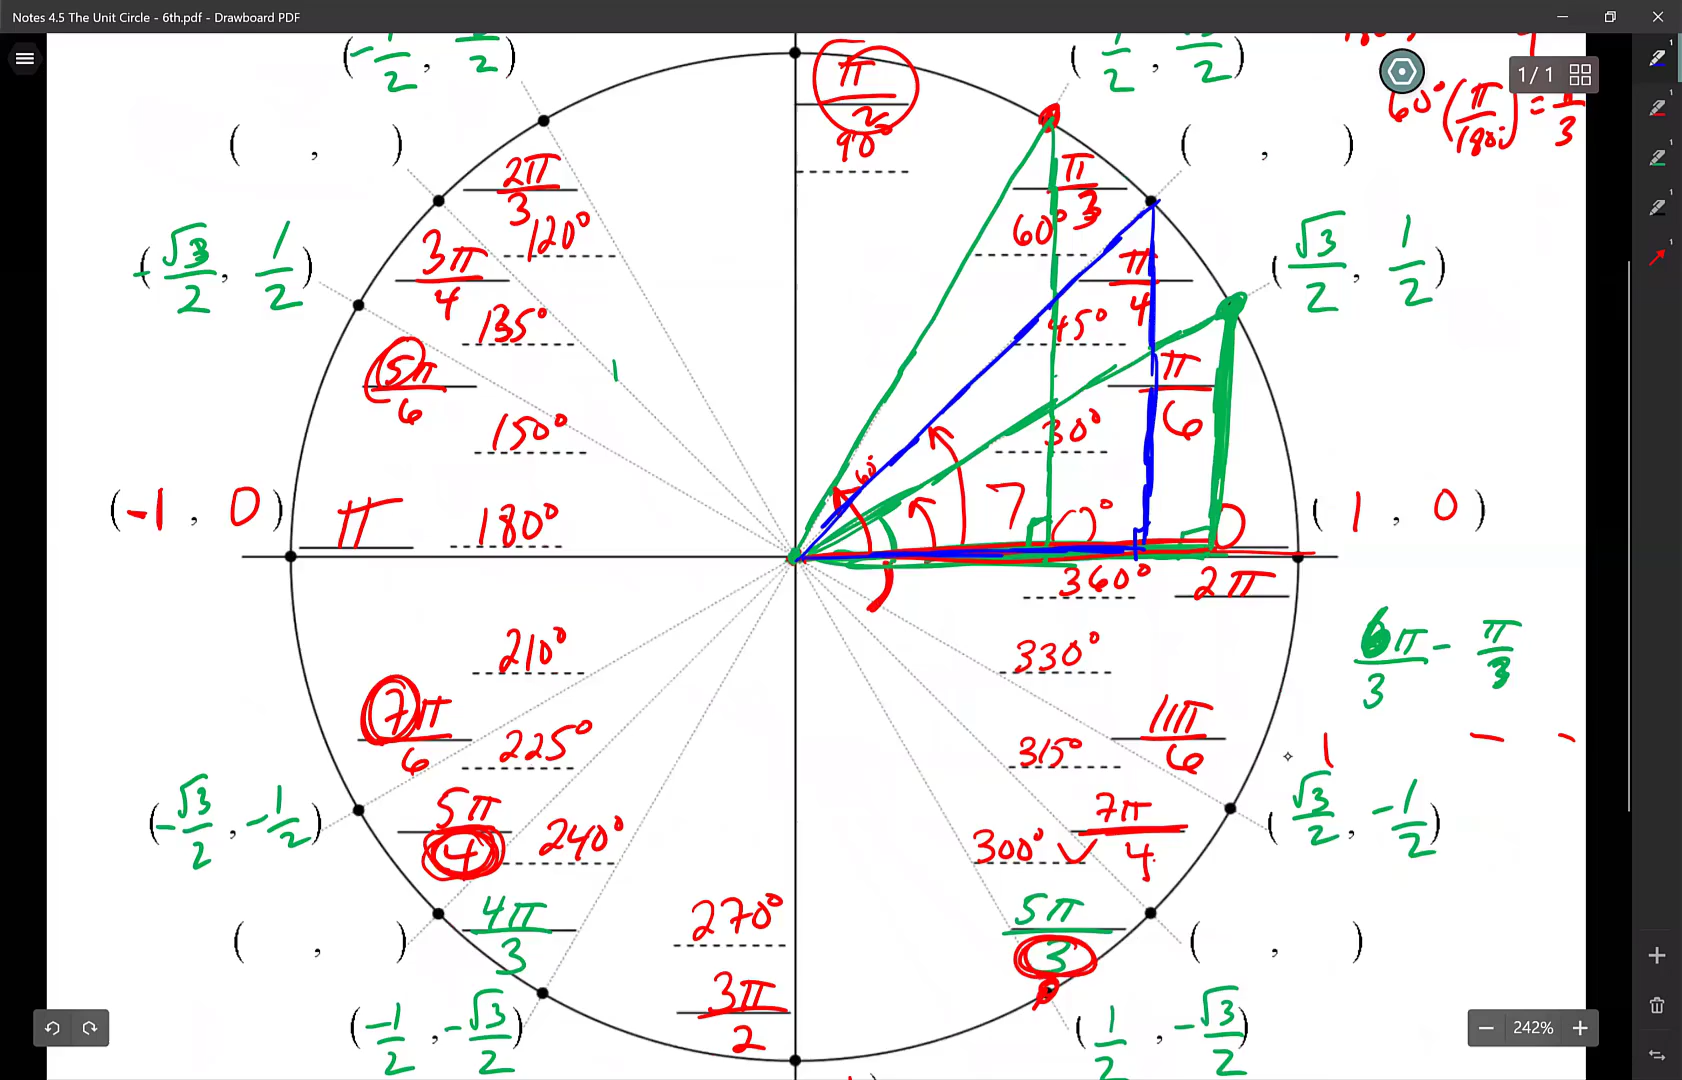 Notes 4.5 The Unit Circle - 6th.pdf - Drawboard PDF
1/1
60° (π/180) = π/3
(-1/2, /2)
π/2
90°
(1/2, /2)
( , )
2π/3
120°
π/3
60°
( , )
(-√3/2, 1/2)
3π/4
135°
π/4
45°
(√3/2, 1/2)
5π/6
150°
π/6
30°
60°
(-1, 0)
π
180°
0°
0
(1, 0)
360°
2π
6π/3 - π/3
210°
330°
7π/6
225°
315°
11π/6
(-√3/2, -1/2)
5π/4
240°
300° ✓
7π/4
(√3/2, -1/2)
( , )
4π/3
270°
5π/3
( , )
3π/2
(-1/2, -√3/2)
(1/2, -√3/2)
242%